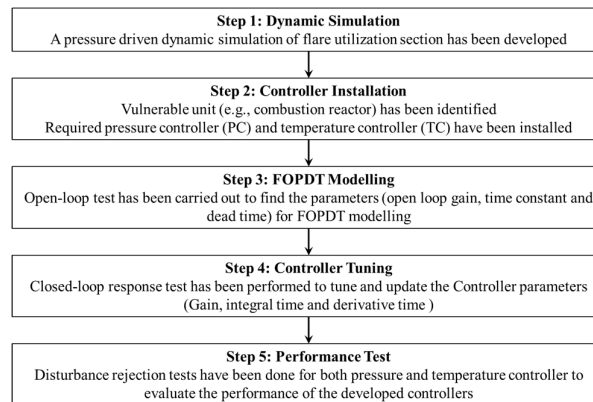 Step 1: Dynamic Simulation
A pressure driven dynamic simulation of flare utilization section has been developed
Step 2: Controller Installation
Vulnerable unit (e.g., combustion reactor) has been identified
Required pressure controller (PC) and temperature controller (TC) have been installed
Step 3: FOPDT Modelling
Open-loop test has been carried out to find the parameters (open loop gain, time constant and
dead time) for FOPDT modelling
Step 4: Controller Tuning
Closed-loop response test has been performed to tune and update the Controller parameters
(Gain, integral time and derivative time )
Step 5: Performance Test
Disturbance rejection tests have been done for both pressure and temperature controller to
evaluate the performance of the developed controllers